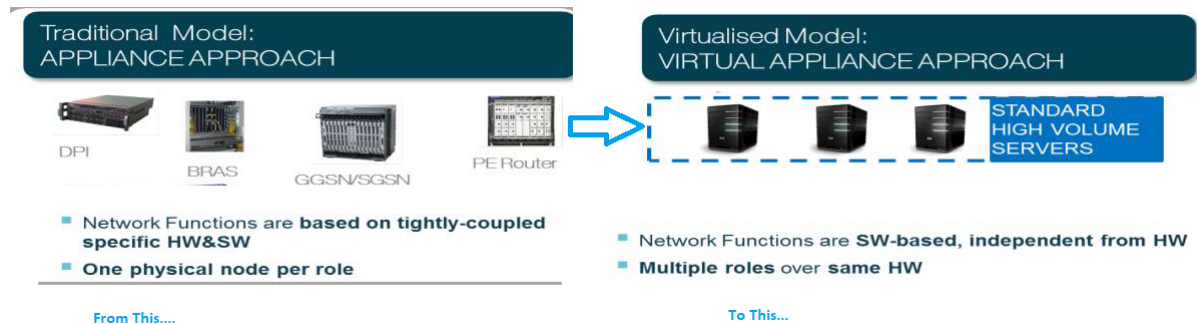 Traditional Model:
APPLIANCE APPROACH
DPI
BRAS
GGSN/SGSN
PE Router
Network Functions are based on tightly-coupled
specific HW&SW
One physical node per role
From This....
Virtualised Model:
VIRTUAL APPLIANCE APPROACH
STANDARD
HIGH VOLUME
SERVERS
Network Functions are SW-based, independent from HW
Multiple roles over same HW
To This...